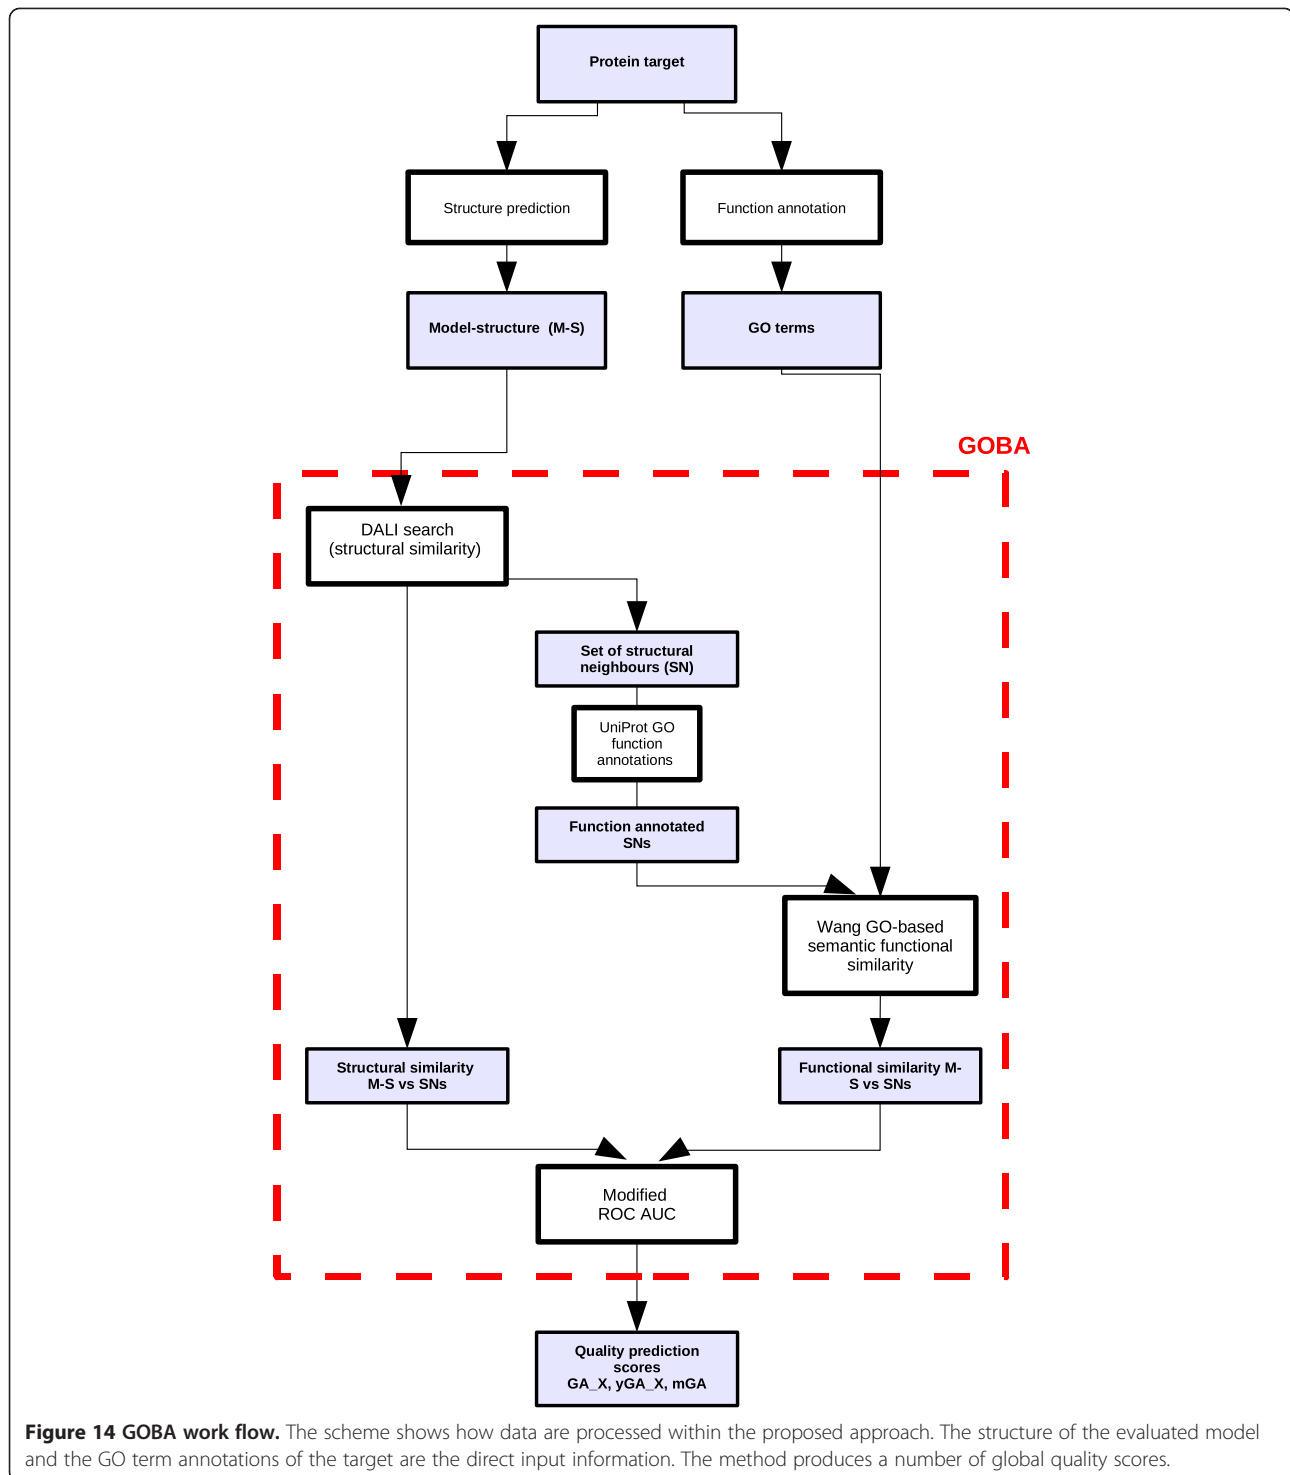 Protein target
Structure prediction
Function annotation
Model-structure (M-S)
GO terms
GOBA
DALI search
(structural similarity)
Set of structural
neighbours (SN)
UniProt GO
function
annotations
Function annotated
SNs
Wang GO-based
semantic functional
similarity
Structural similarity
M-S vs SNs
Functional similarity M-
S vs SNs
Modified
ROC AUC
Quality prediction
scores
GA_X, yGA_X, mGA
Figure 14 GOBA work flow. The scheme shows how data are processed within the proposed approach. The structure of the evaluated model
and the GO term annotations of the target are the direct input information. The method produces a number of global quality scores.